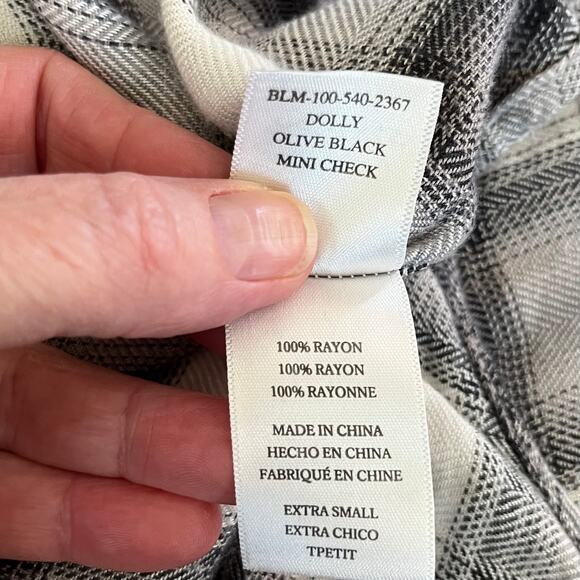 BLM-100-540-2367
DOLLY
OLIVE BLACK
MINI CHECK
100% RAYON
100% RAYON
100% RAYONNE
MADE IN CHINA
HECHO EN CHINA
FABRIQUÉ EN CHINE
EXTRA SMALL
EXTRA CHICO
TPETIT